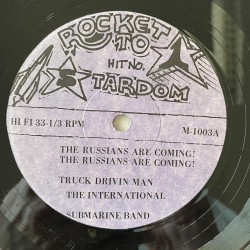 ROCKET
TO
HIT NO.
STARDOM
HI FI 33-1/3 RPM
M-1003A
THE RUSSIANS ARE COMING!
THE RUSSIANS ARE COMING!
TRUCK DRIVIN MAN
THE INTERNATIONAL
SUBMARINE BAND